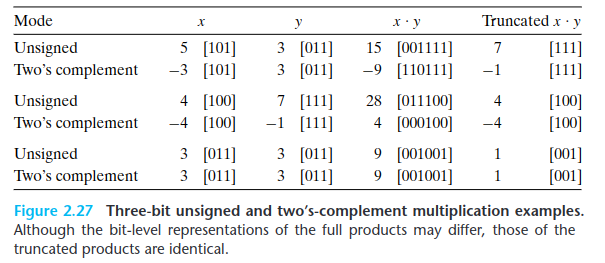 Mode x y x · y Truncated x · y
Unsigned 5 [101] 3 [011] 15 [001111] 7 [111]
Two’s complement −3 [101] 3 [011] −9 [110111] −1 [111]
Unsigned 4 [100] 7 [111] 28 [011100] 4 [100]
Two’s complement −4 [100] −1 [111] 4 [000100] −4 [100]
Unsigned 3 [011] 3 [011] 9 [001001] 1 [001]
Two’s complement 3 [011] 3 [011] 9 [001001] 1 [001]
Figure 2.27 Three-bit unsigned and two’s-complement multiplication examples.
Although the bit-level representations of the full products may differ, those of the
truncated products are identical.